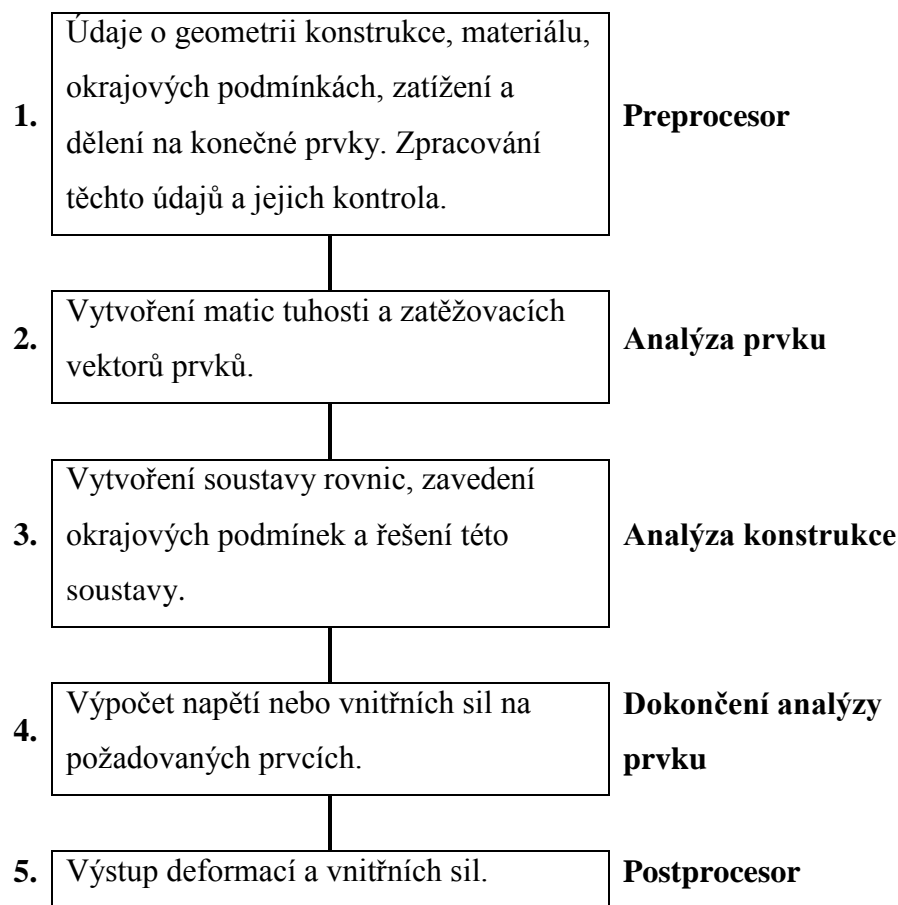 Údaje o geometrii konstrukce, materiálu,
okrajových podmínkách, zatížení a
1.
dělení na konečné prvky. Zpracování
těchto údajů a jejich kontrola.
Preprocesor
Vytvoření matic tuhosti a zatěžovacích
2.
vektorů prvků.
Analýza prvku
Vytvoření soustavy rovnic, zavedení
3.
okrajových podmínek a řešení této
soustavy.
Analýza konstrukce
Výpočet napětí nebo vnitřních sil na
4.
požadovaných prvcích.
Dokončení analýzy
prvku
5.
Výstup deformací a vnitřních sil.
Postprocesor